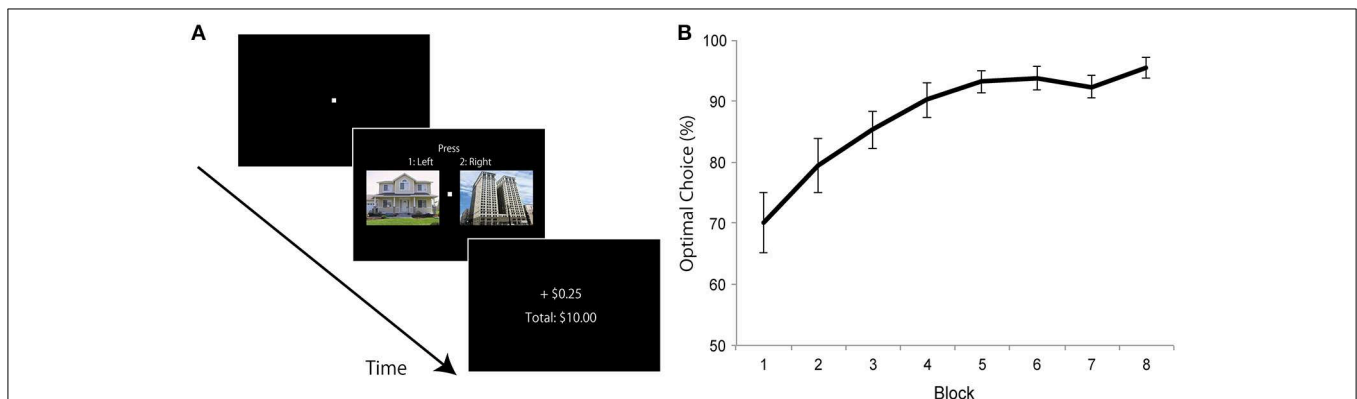 A
Press
1: Left 2: Right
+ $0.25
Total: $10.00
Time
B
100
90
80
70
60
50
Optimal Choice (%)
1 2 3 4 5 6 7 8
Block